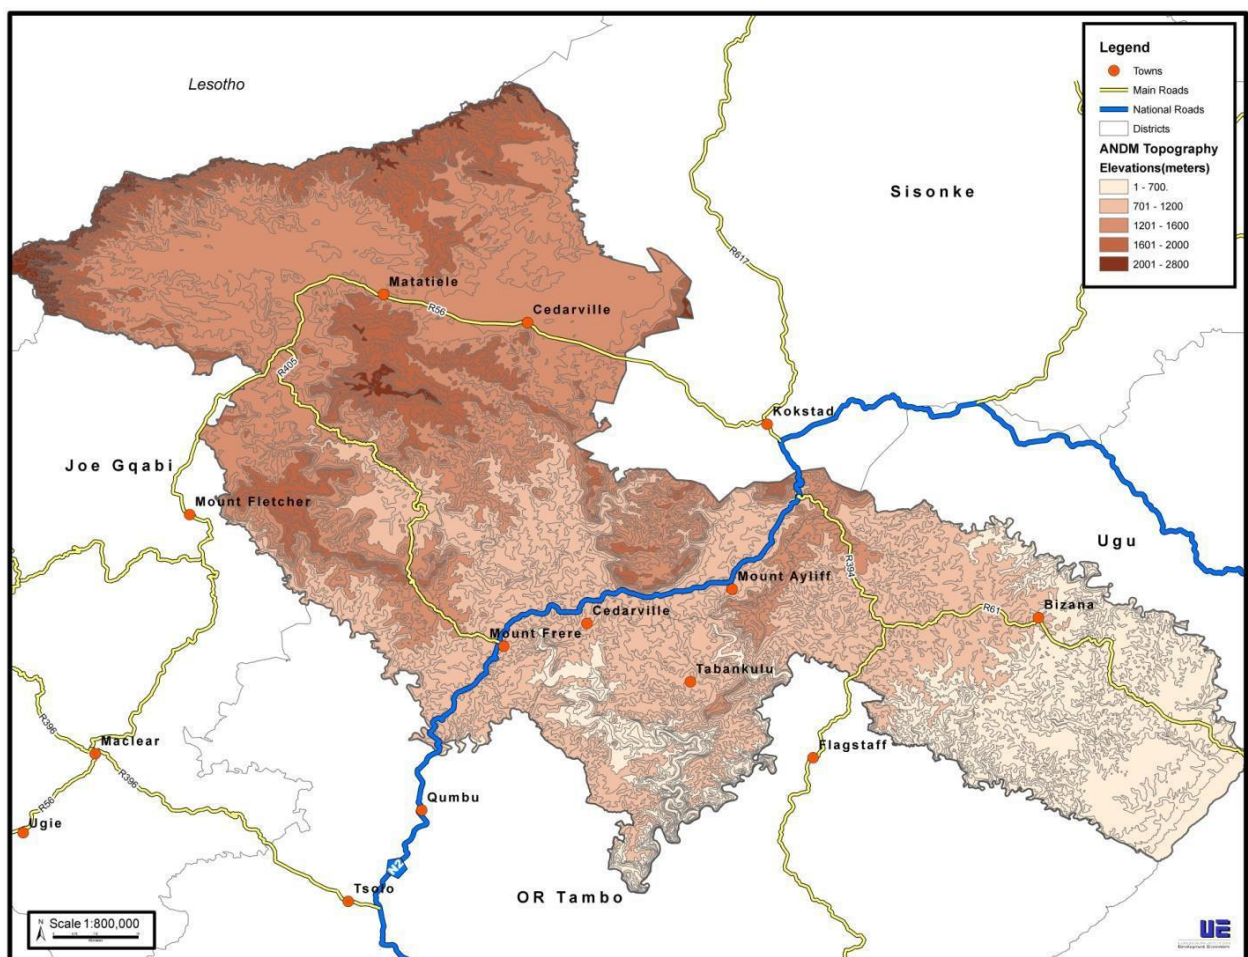 Legend
Towns
Main Roads
National Roads
Districts
ANDM Topography
Elevations(meters)
1 - 700.
701 - 1200
1201 - 1600
1601 - 2000
2001 - 2800
Lesotho
Sisonke
R617
Matatiele
R56
Cedarville
R405
Kokstad
Joe Gqabi
Mount Fletcher
Ugu
R394
Mount Ayliff
R61
Bizana
Cedarville
Mount Frere
Tabankulu
R396
Maclear
R396
Flagstaff
R56
Ugie
Qumbu
N2
Tsolo
OR Tambo
N
Scale 1:800,000
UE